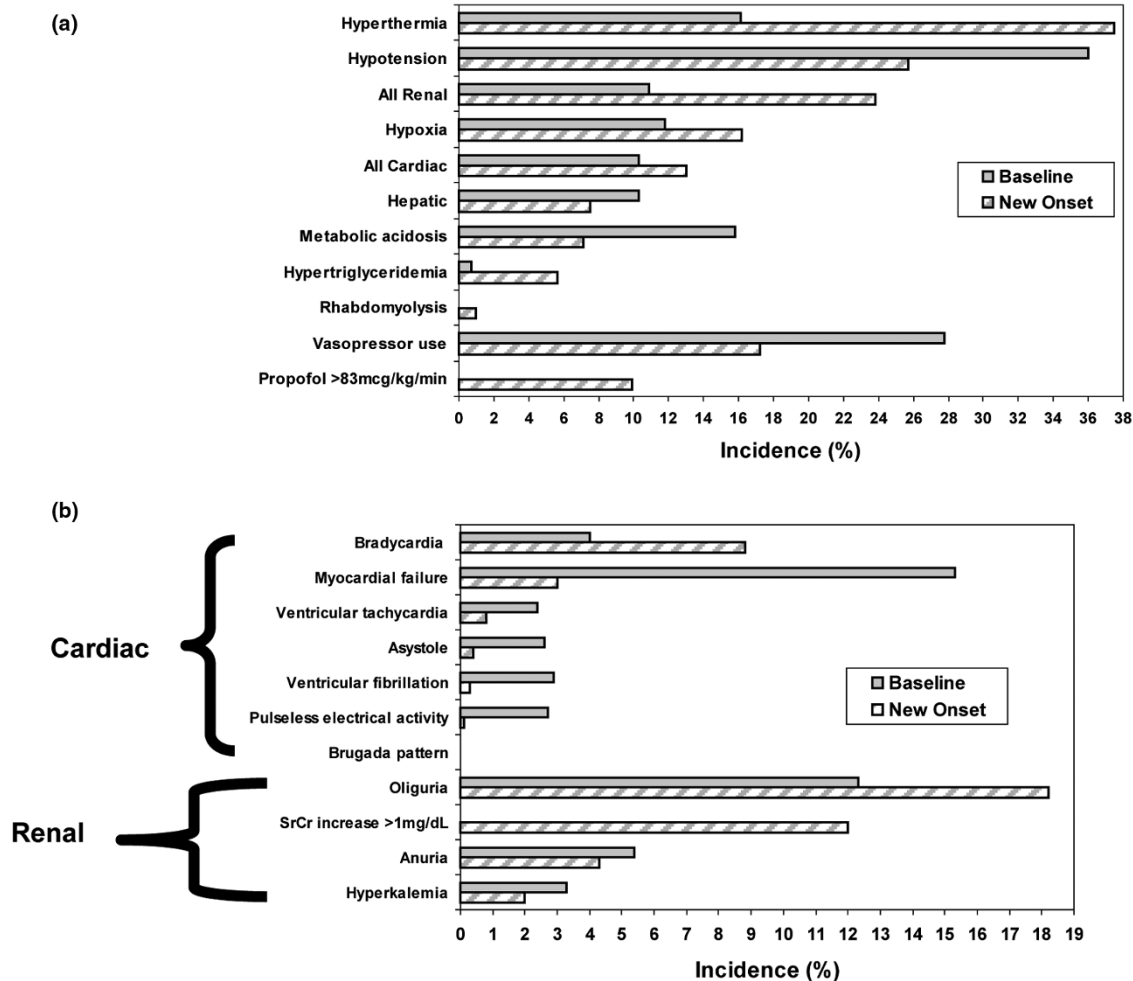 (a)
Hyperthermia
Hypotension
All Renal
Hypoxia
All Cardiac
Hepatic
Metabolic acidosis
Hypertriglyceridemia
Rhabdomyolysis
Vasopressor use
Propofol >83mcg/kg/min
Baseline
New Onset
0 2 4 6 8 10 12 14 16 18 20 22 24 26 28 30 32 34 36 38
Incidence (%)
(b)
Cardiac
Bradycardia
Myocardial failure
Ventricular tachycardia
Asystole
Ventricular fibrillation
Pulseless electrical activity
Brugada pattern
Renal
Oliguria
SrCr increase >1mg/dL
Anuria
Hyperkalemia
Baseline
New Onset
0 1 2 3 4 5 6 7 8 9 10 11 12 13 14 15 16 17 18 19
Incidence (%)